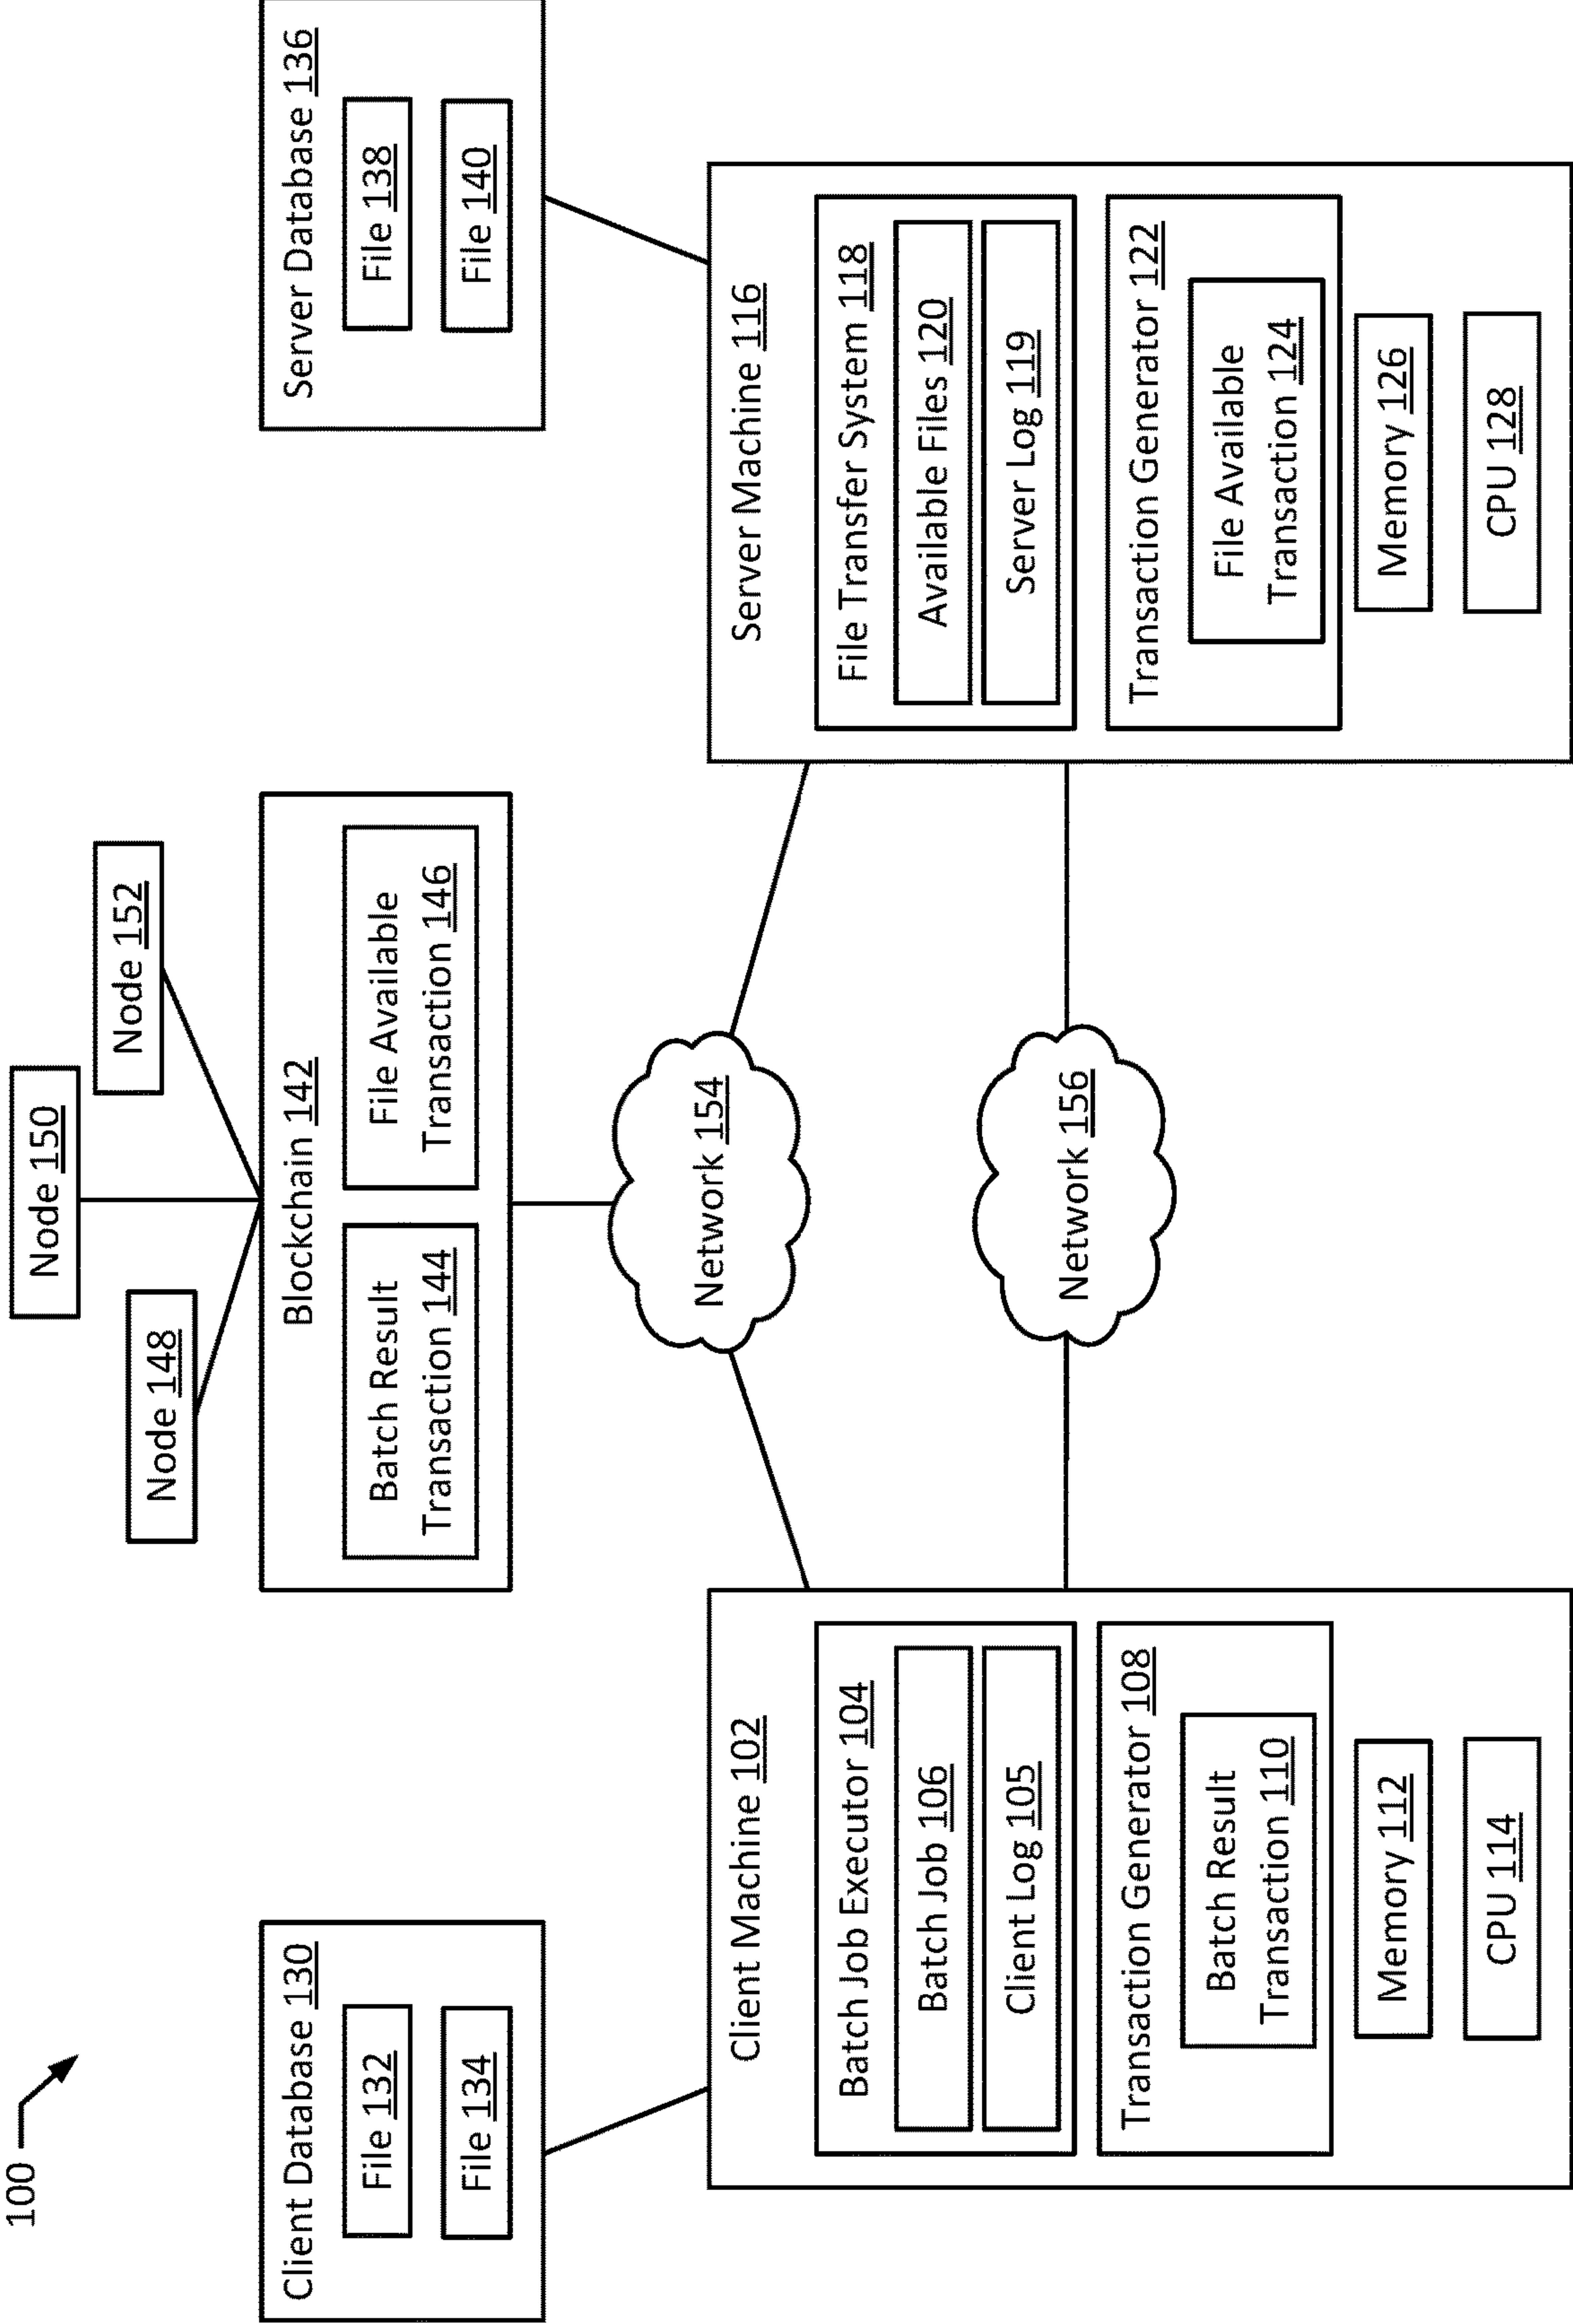 100
Client Database 130
File 132
File 134
Node 148
Node 150
Node 152
Blockchain 142
Batch Result
Transaction 144
File Available
Transaction 146
Server Database 136
File 138
File 140
Network 154
Network 156
Client Machine 102
Batch Job Executor 104
Batch Job 106
Client Log 105
Transaction Generator 108
Batch Result
Transaction 110
Memory 112
CPU 114
Server Machine 116
File Transfer System 118
Available Files 120
Server Log 119
Transaction Generator 122
File Available
Transaction 124
Memory 126
CPU 128